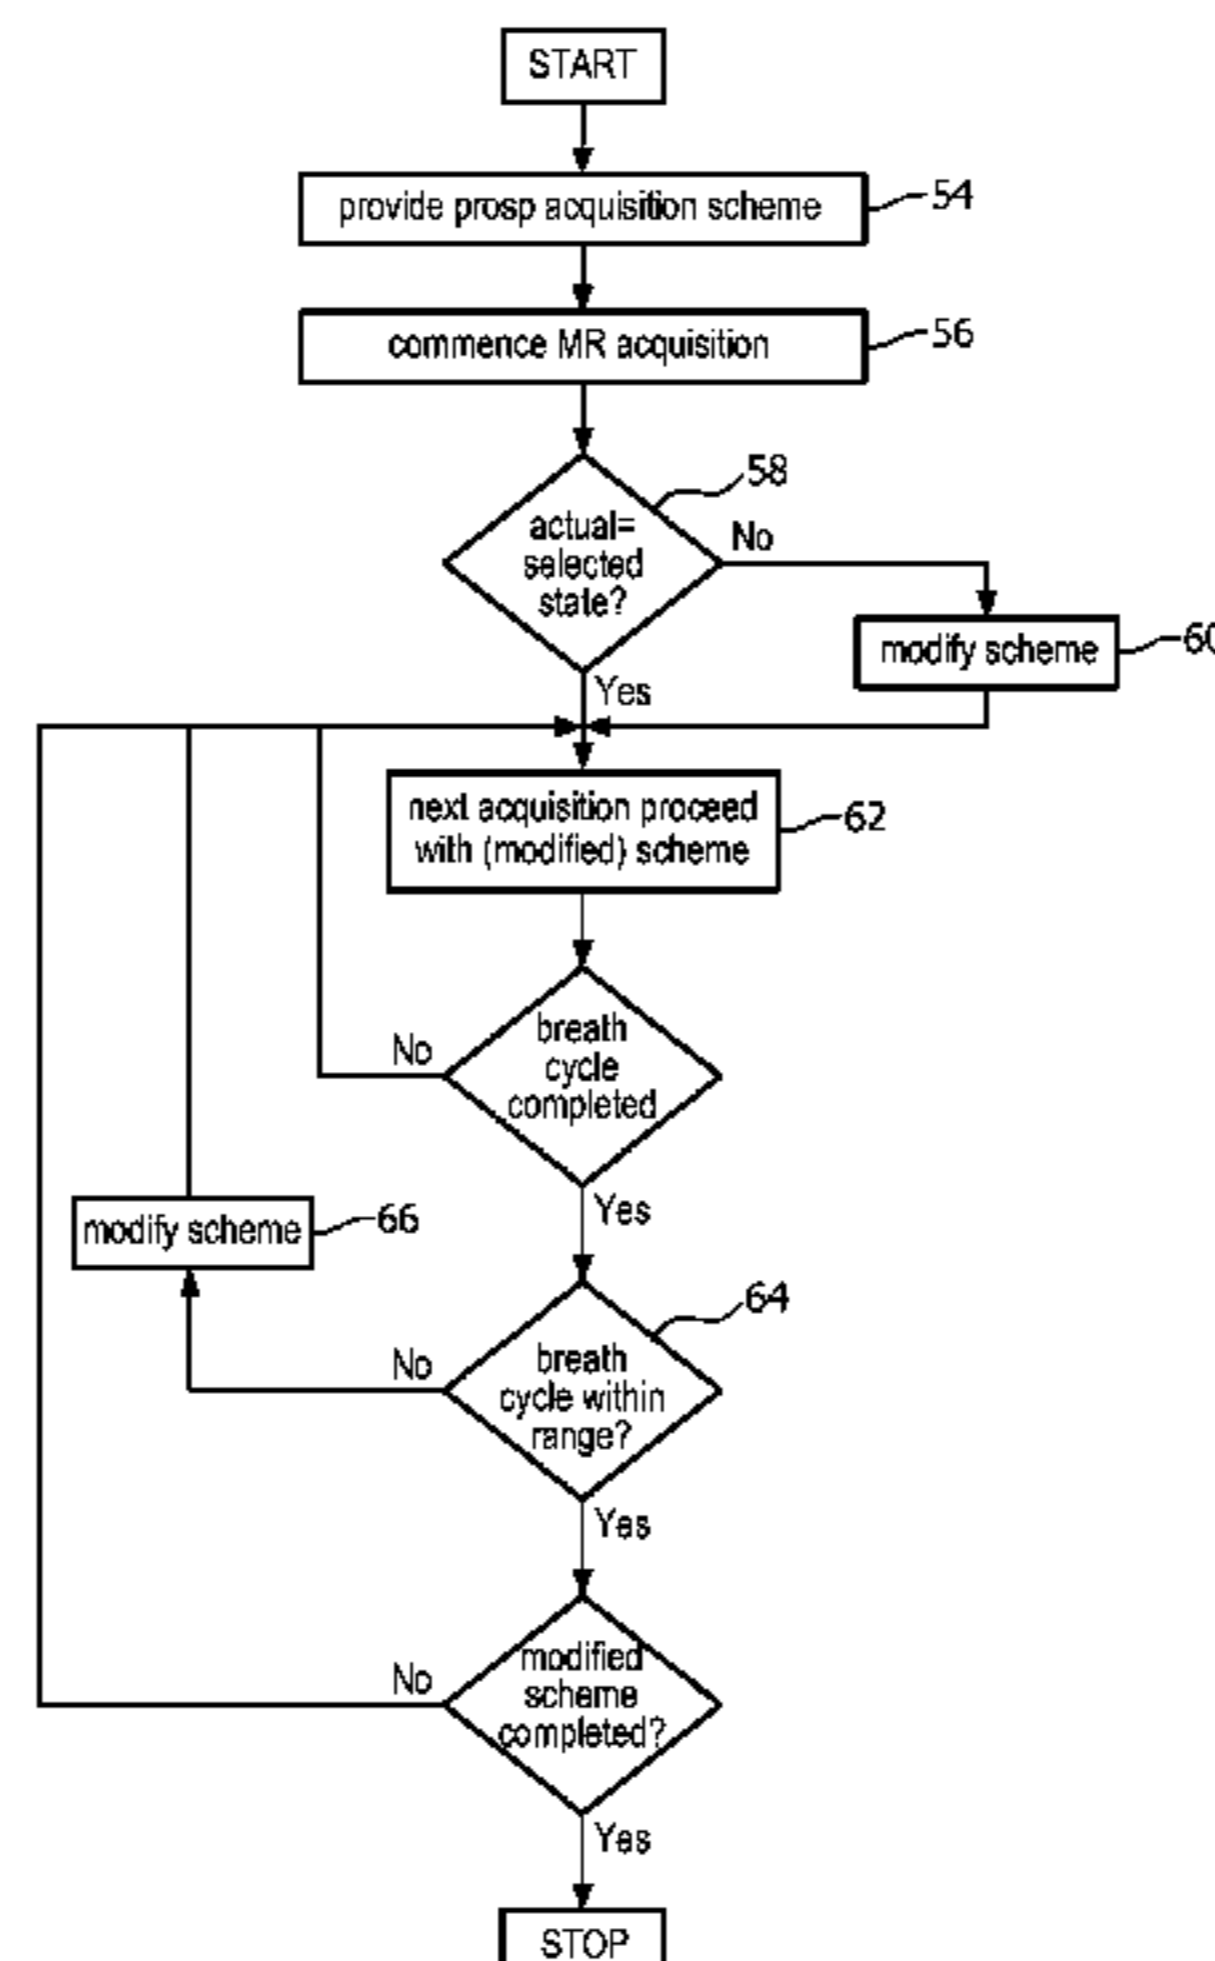 START
provide prosp acquisition scheme
54
commence MR acquisition
56
58
actual=
selected
state?
No
modify scheme
60
Yes
next acquisition proceed
with (modified) scheme
62
breath
cycle
completed
No
Yes
modify scheme
66
64
breath
cycle within
range?
No
Yes
modified
scheme
completed?
No
Yes
STOP